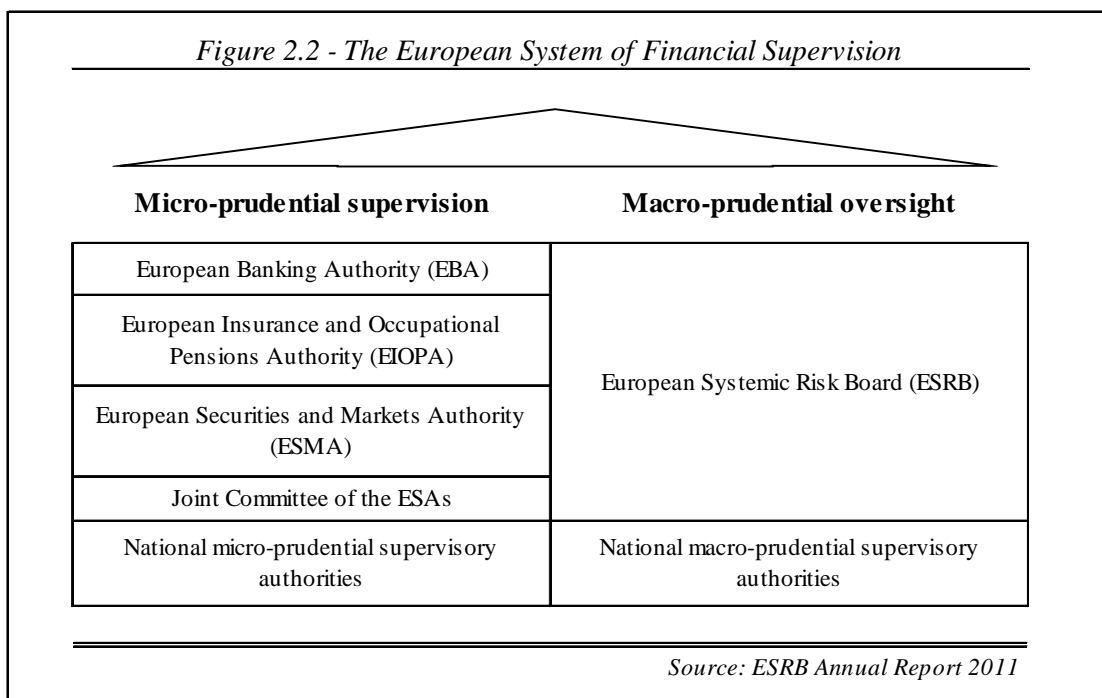 Figure 2.2 - The European System of Financial Supervision
Micro-prudential supervision
Macro-prudential oversight
European Banking Authority (EBA)
European Insurance and Occupational
Pensions Authority (EIOPA)
European Securities and Markets Authority
(ESMA)
Joint Committee of the ESAs
National micro-prudential supervisory
authorities
European Systemic Risk Board (ESRB)
National macro-prudential supervisory
authorities
Source: ESRB Annual Report 2011